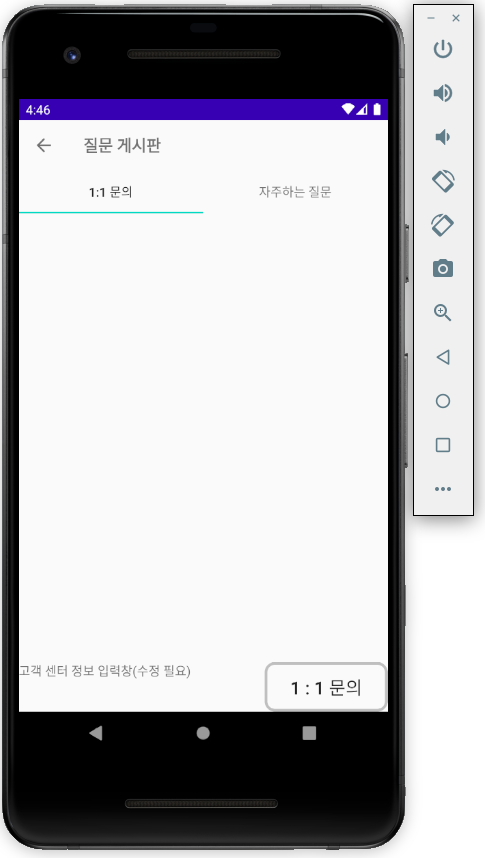 4:46
질문 게시판
1:1 문의
자주하는 질문
고객 센터 정보 입력창(수정 필요)
1 : 1 문의